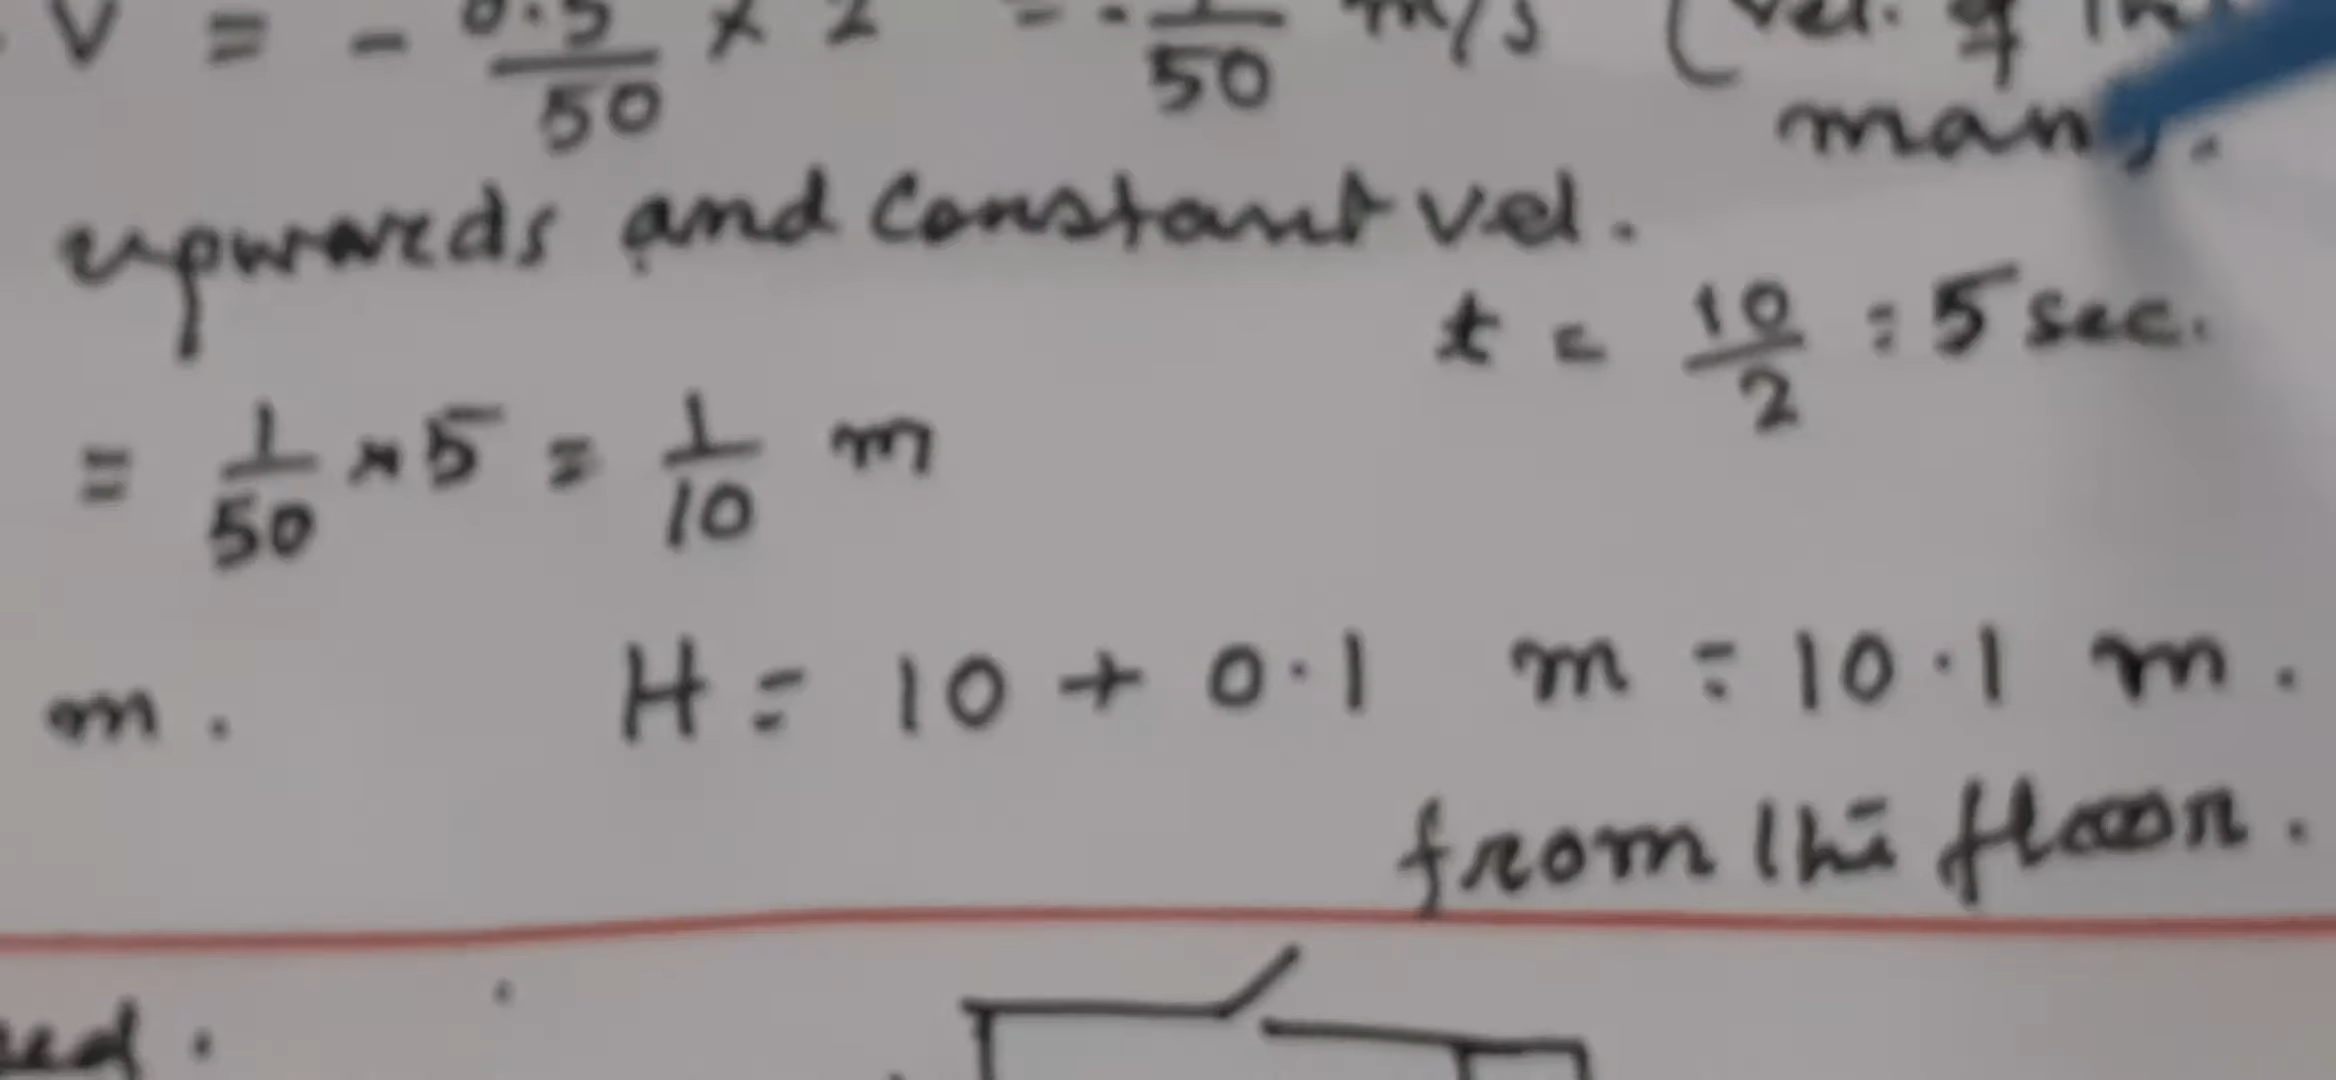 V = - 0.5/50 × 2 = - 1/50 m/s (vel. of
man).
upwards and constant vel.
t = 10/2 = 5 sec.
= 1/50 × 5 = 1/10 m
m. H = 10 + 0.1 m = 10.1 m.
from the floor.